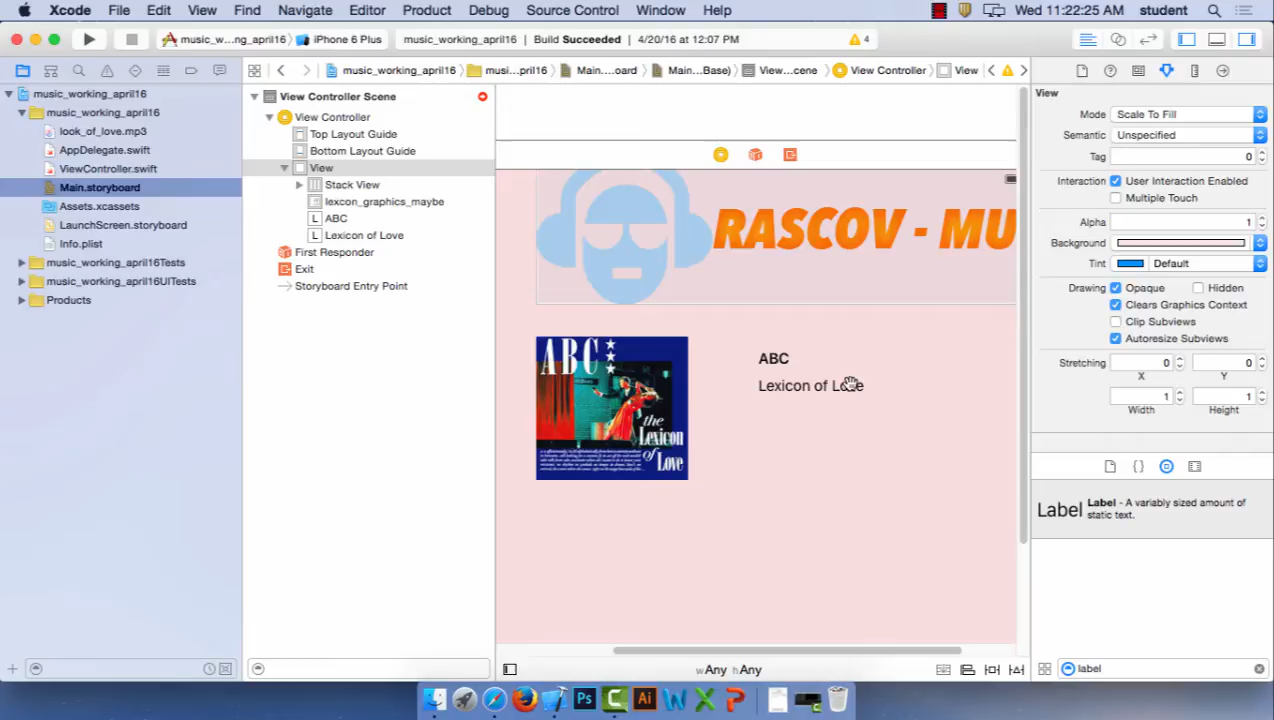 Xcode File Edit View Find Navigate Editor Product Debug Source Control Window Help Wed 11:22:25 AM student
music_w...ng_april16 iPhone 6 Plus music_working_april16 Build Succeeded 4/20/16 at 12:07 PM 4
music_working_april16 musi...pril16 Main....oard Main...Base) View...cene View Controller View
music_working_april16
music_working_april16
look_of_love.mp3
AppDelegate.swift
ViewController.swift
Main.storyboard
Assets.xcassets
LaunchScreen.storyboard
Info.plist
music_working_april16Tests
music_working_april16UITests
Products
View Controller Scene
View Controller
Top Layout Guide
Bottom Layout Guide
View
Stack View
lexcon_graphics_maybe
L ABC
L Lexicon of Love
First Responder
Exit
Storyboard Entry Point
RASCOV - MU
ABC
the
Lexicon
of
Love
ABC
Lexicon of Love
wAny hAny
View
Mode Scale To Fill
Semantic Unspecified
Tag 0
Interaction User Interaction Enabled
Multiple Touch
Alpha 1
Background
Tint Default
Drawing Opaque Hidden
Clears Graphics Context
Clip Subviews
Autoresize Subviews
Stretching 0 0
X Y
1 1
Width Height
Label Label - A variably sized amount of
static text.
label
Ps Ai W X P